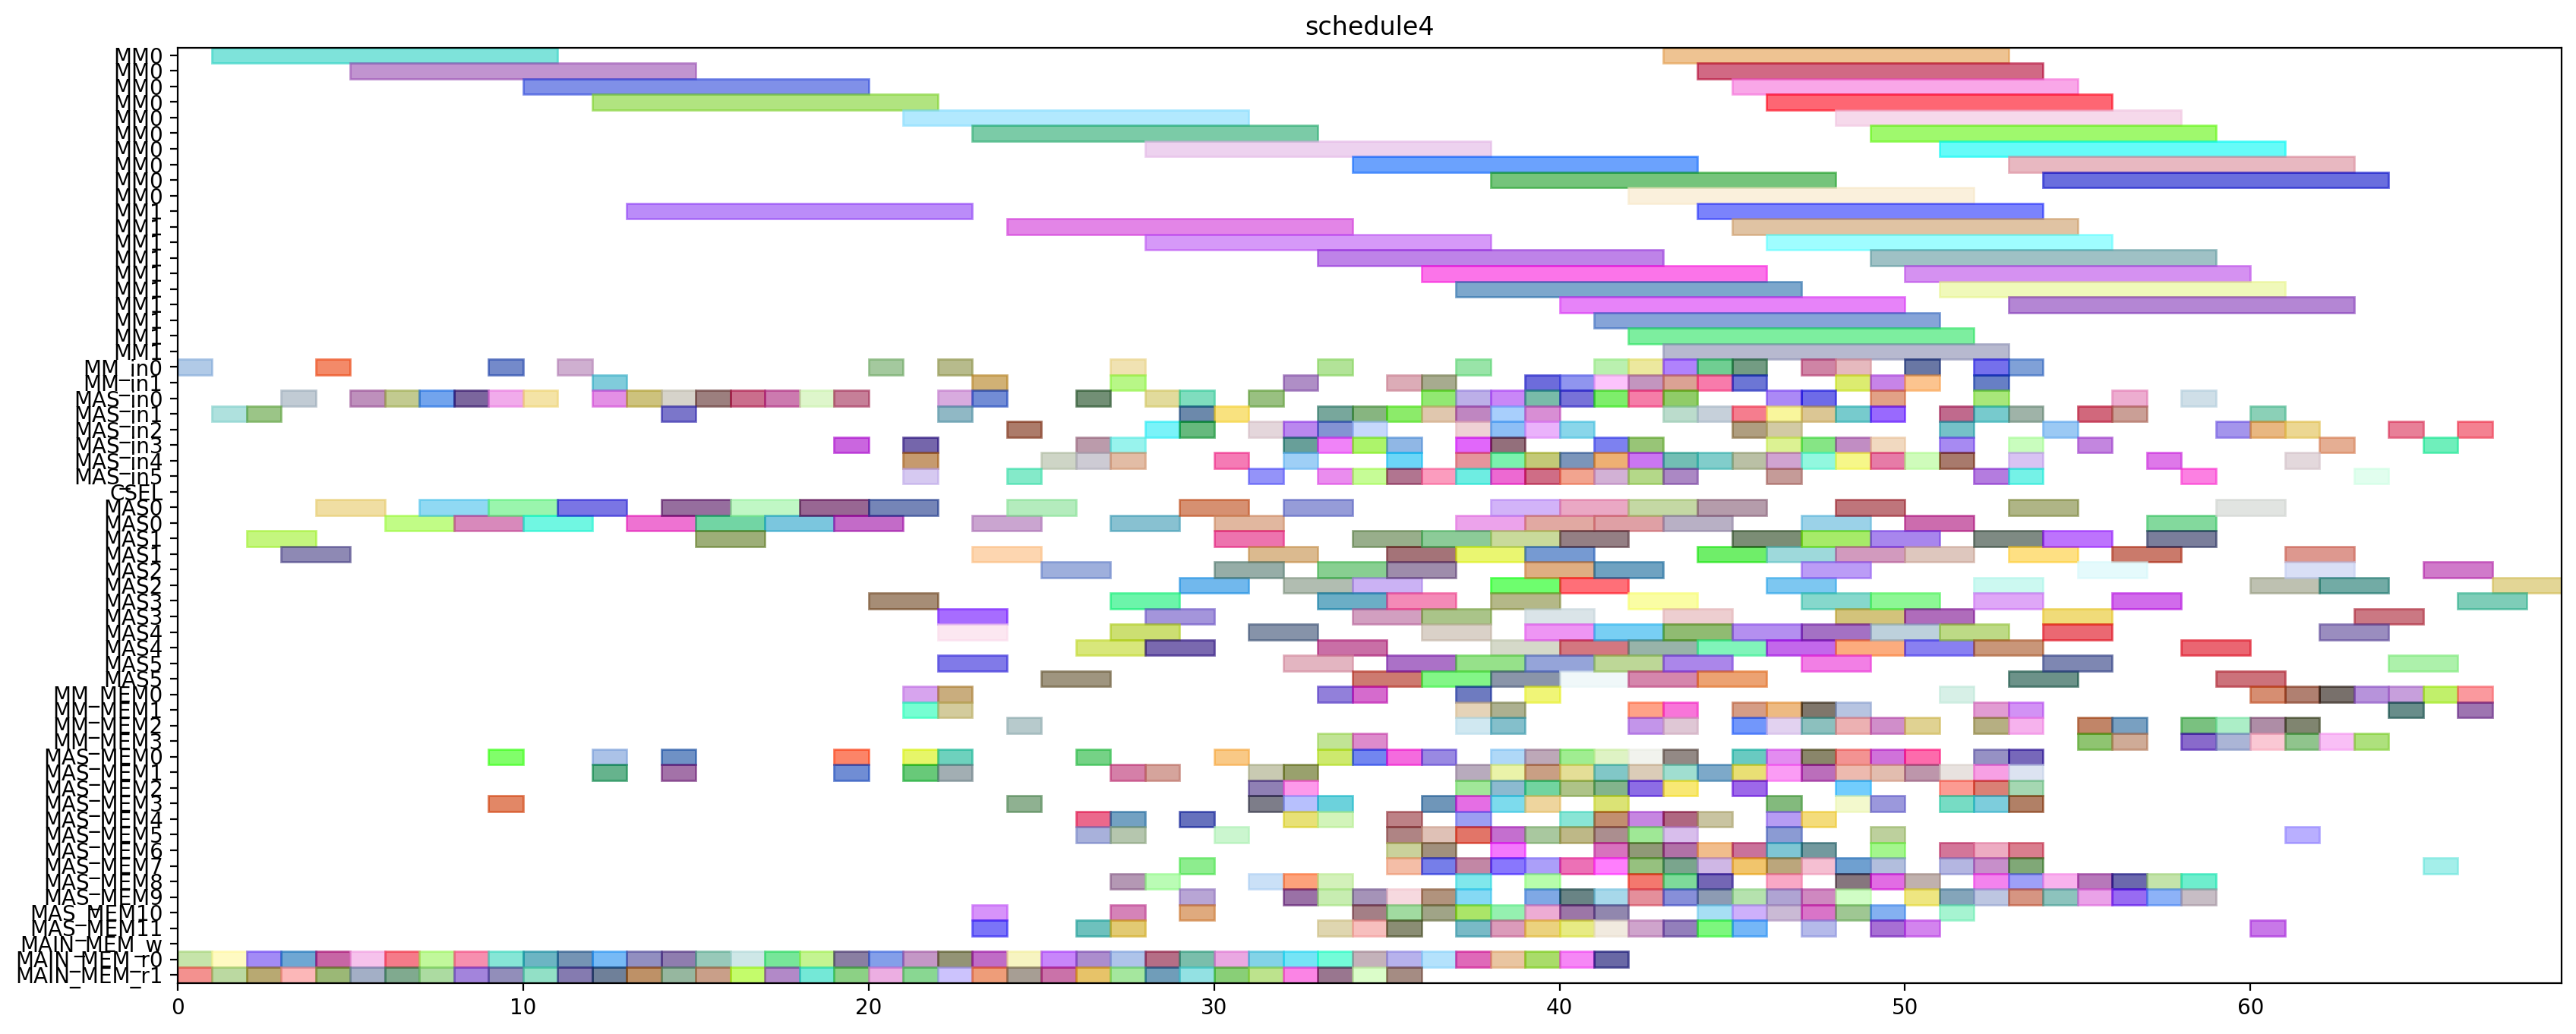 schedule4
MM0
MM0
MM0
MM0
MM0
MM0
MM0
MM0
MM0
MM0
MM1
MM1
MM1
MM1
MM1
MM1
MM1
MM1
MM1
MM1
MM_in0
MM_in1
MAS_in0
MAS_in1
MAS_in2
MAS_in3
MAS_in4
MAS_in5
CSEL
MAS0
MAS0
MAS1
MAS1
MAS2
MAS2
MAS3
MAS3
MAS4
MAS4
MAS5
MAS5
MM_MEM0
MM_MEM1
MM_MEM2
MM_MEM3
MAS_MEM0
MAS_MEM1
MAS_MEM2
MAS_MEM3
MAS_MEM4
MAS_MEM5
MAS_MEM6
MAS_MEM7
MAS_MEM8
MAS_MEM9
MAS_MEM10
MAS_MEM11
MAIN_MEM_w
MAIN_MEM_r0
MAIN_MEM_r1
0 10 20 30 40 50 60